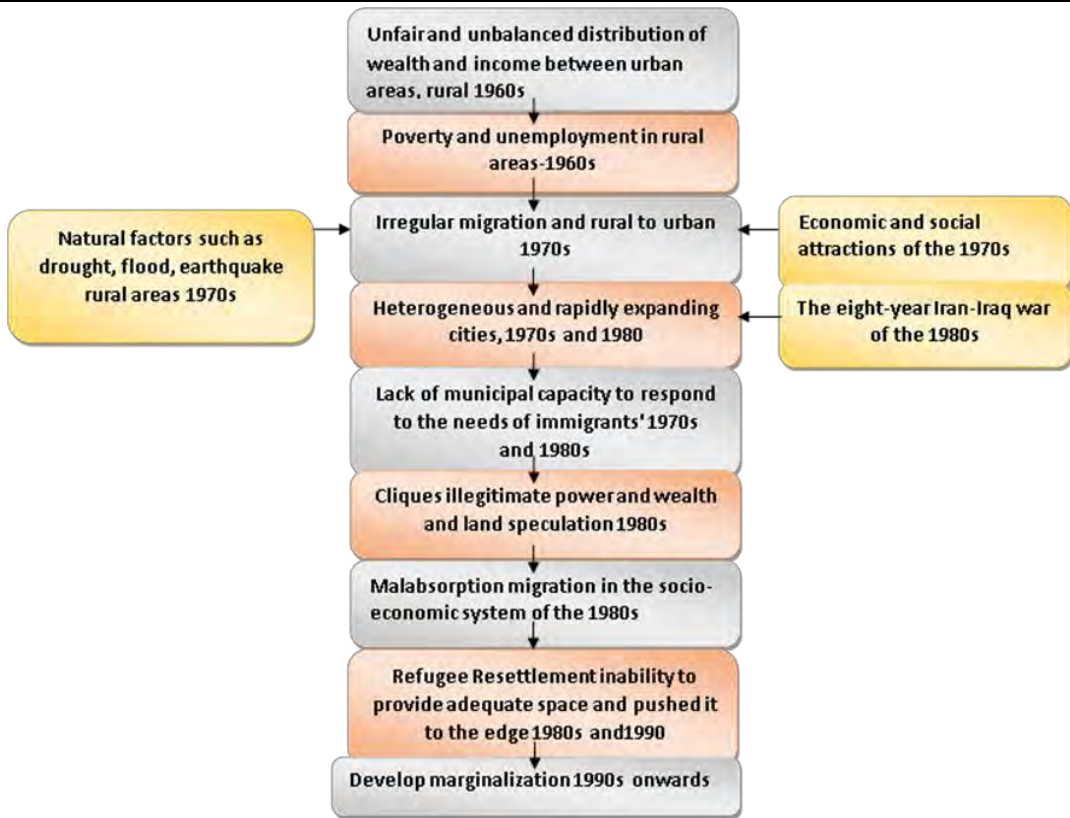 Unfair and unbalanced distribution of
wealth and income between urban
areas, rural 1960s
Poverty and unemployment in rural
areas-1960s
Irregular migration and rural to urban
1970s
Natural factors such as
drought, flood, earthquake
rural areas 1970s
Economic and social
attractions of the 1970s
Heterogeneous and rapidly expanding
cities,1970s and 1980
The eight-year Iran-Iraq war
of the 1980s
Lack of municipal capacity to respond
to the needs of immigrants' 1970s
and 1980s
Cliques illegitimate power and wealth
and land speculation 1980s
Malabsorption migration in the socio-
economic system of the 1980s
Refugee Resettlement inability to
provide adequate space and pushed it
to the edge 1980s and1990
Develop marginalization 1990s onwards